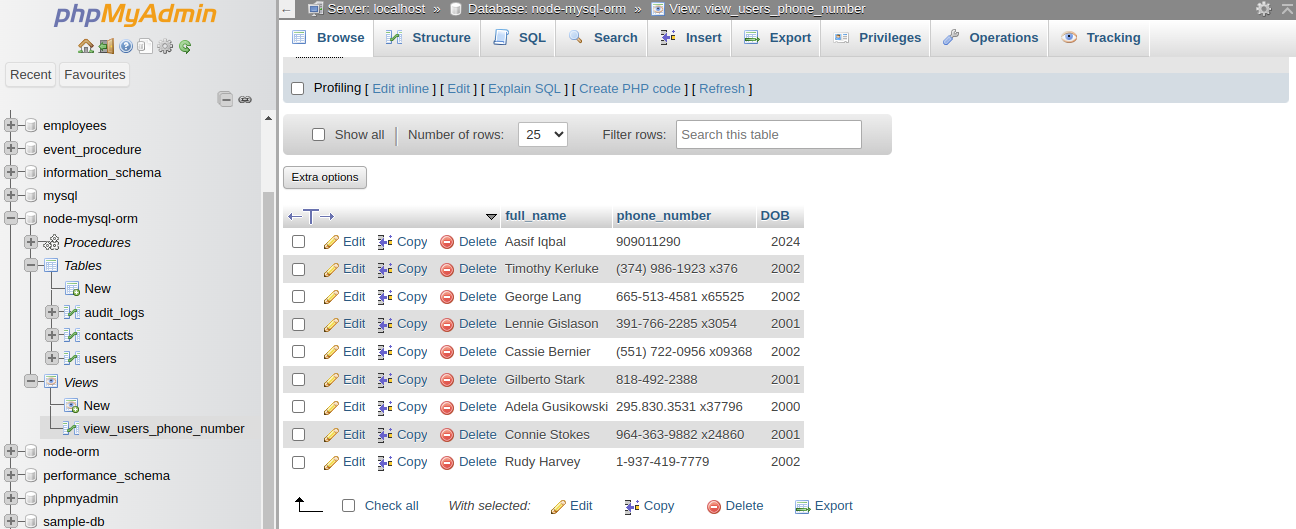 phpMyAdmin
Recent Favourites
employees
event_procedure
information_schema
mysql
node-mysql-orm
Procedures
Tables
New
audit_logs
contacts
users
Views
New
view_users_phone_number
node-orm
performance_schema
phpmyadmin
sample-db
Server: localhost » Database: node-mysql-orm » View: view_users_phone_number
Browse Structure SQL Search Insert Export Privileges Operations Tracking
Profiling [ Edit inline ] [ Edit ] [ Explain SQL ] [ Create PHP code ] [ Refresh ]
Show all | Number of rows: 25 Filter rows: Search this table
Extra options
full_name phone_number DOB
Edit Copy Delete Aasif Iqbal 909011290 2024
Edit Copy Delete Timothy Kerluke (374) 986-1923 x376 2002
Edit Copy Delete George Lang 665-513-4581 x65525 2002
Edit Copy Delete Lennie Gislason 391-766-2285 x3054 2001
Edit Copy Delete Cassie Bernier (551) 722-0956 x09368 2002
Edit Copy Delete Gilberto Stark 818-492-2388 2001
Edit Copy Delete Adela Gusikowski 295.830.3531 x37796 2000
Edit Copy Delete Connie Stokes 964-363-9882 x24860 2001
Edit Copy Delete Rudy Harvey 1-937-419-7779 2002
Check all With selected: Edit Copy Delete Export